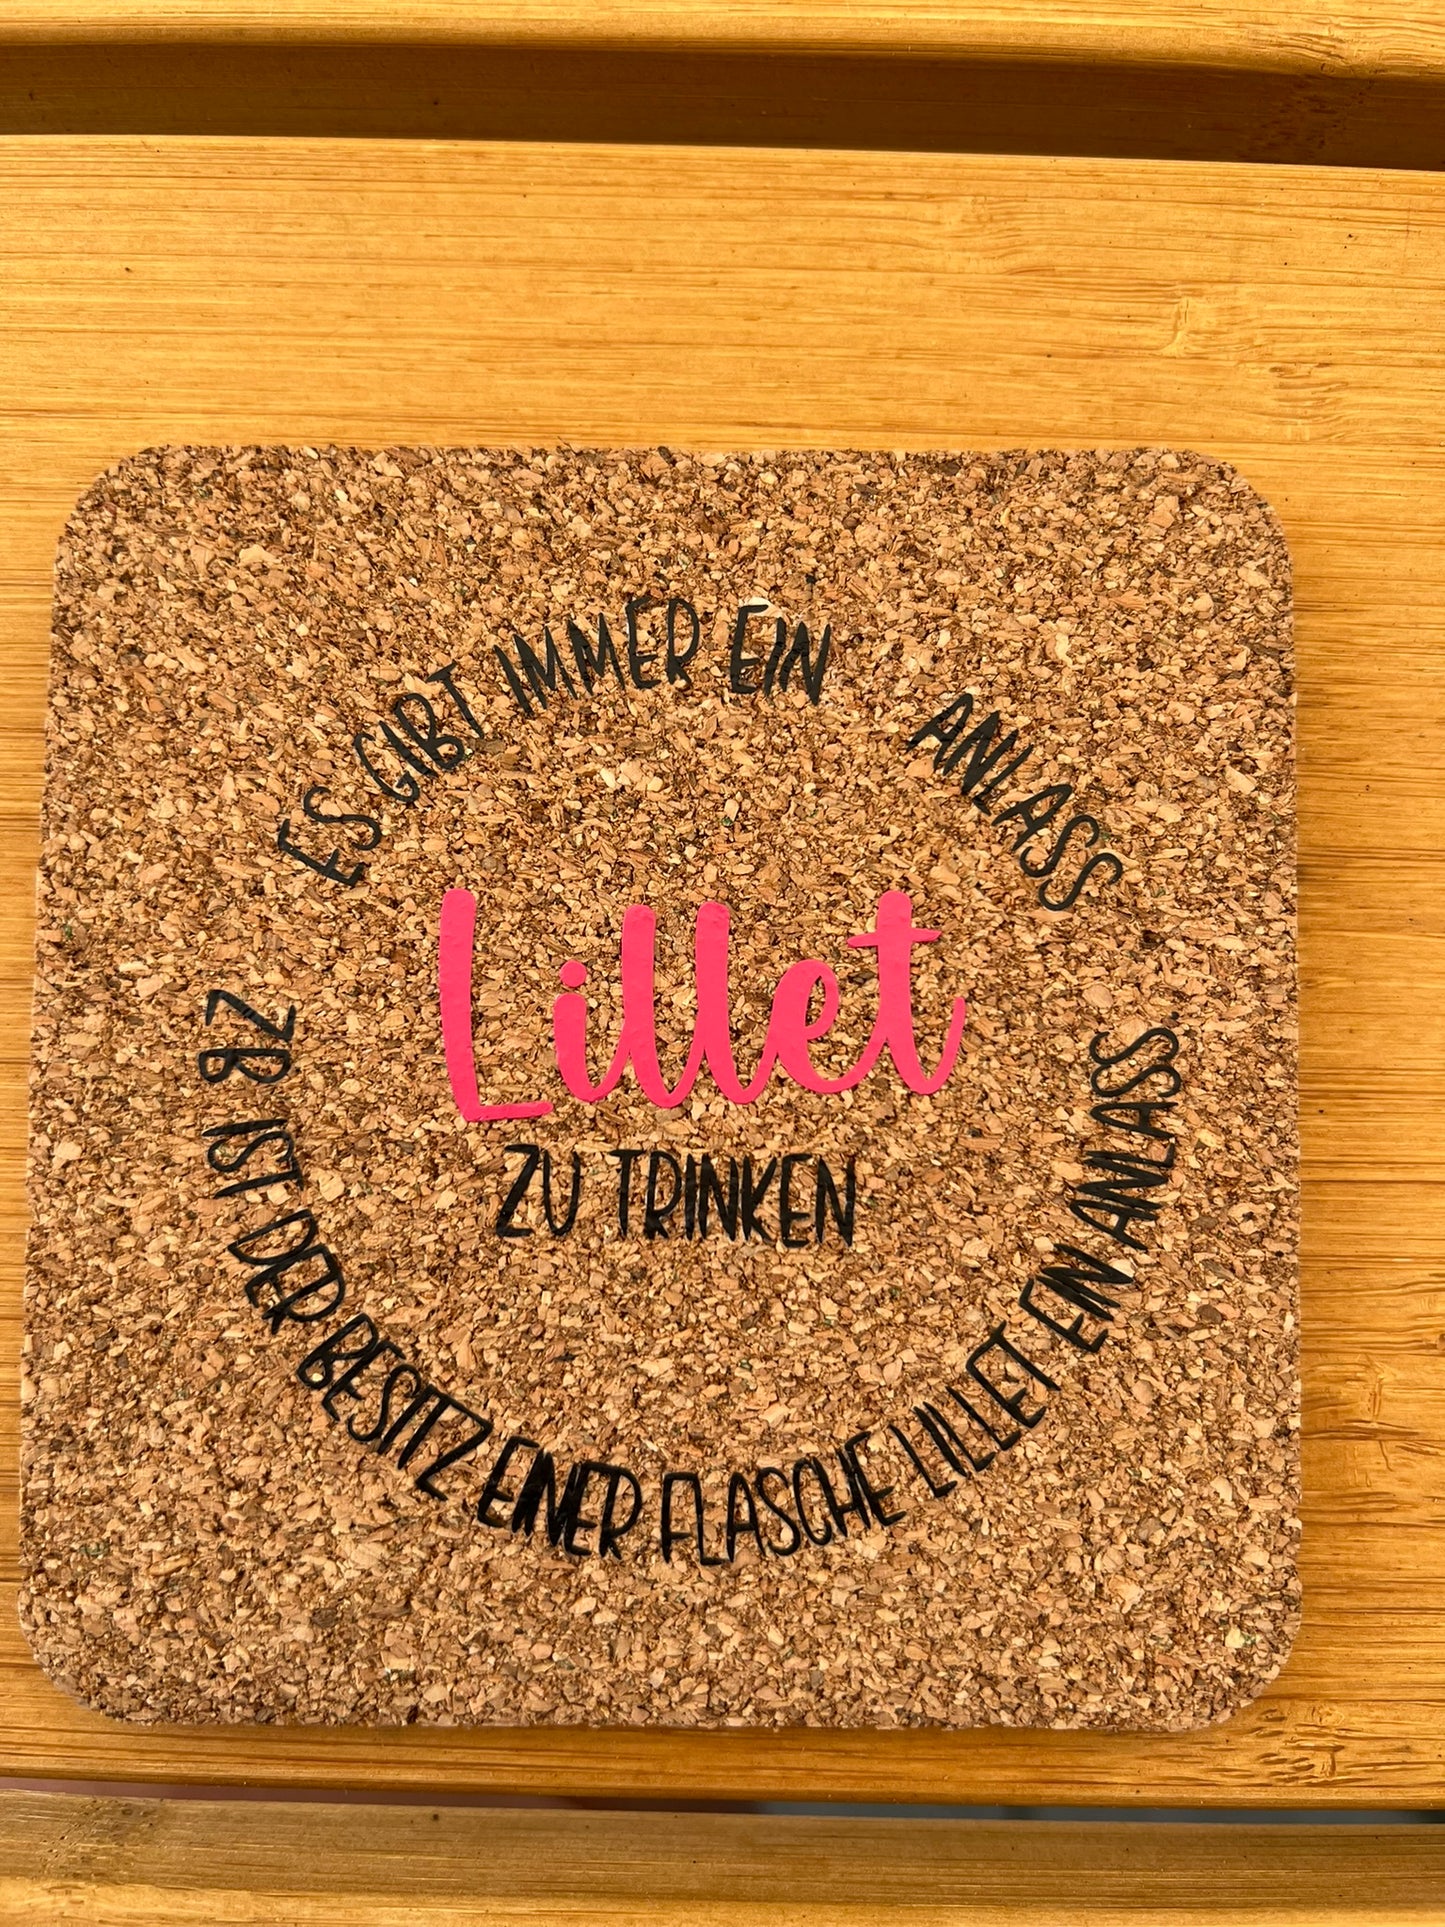 ES GIBT IMMER EIN ANLASS
Lillet
ZU TRINKEN
ZB IST DER BESITZ EINER FLASCHE LILLET EIN ANLASS.